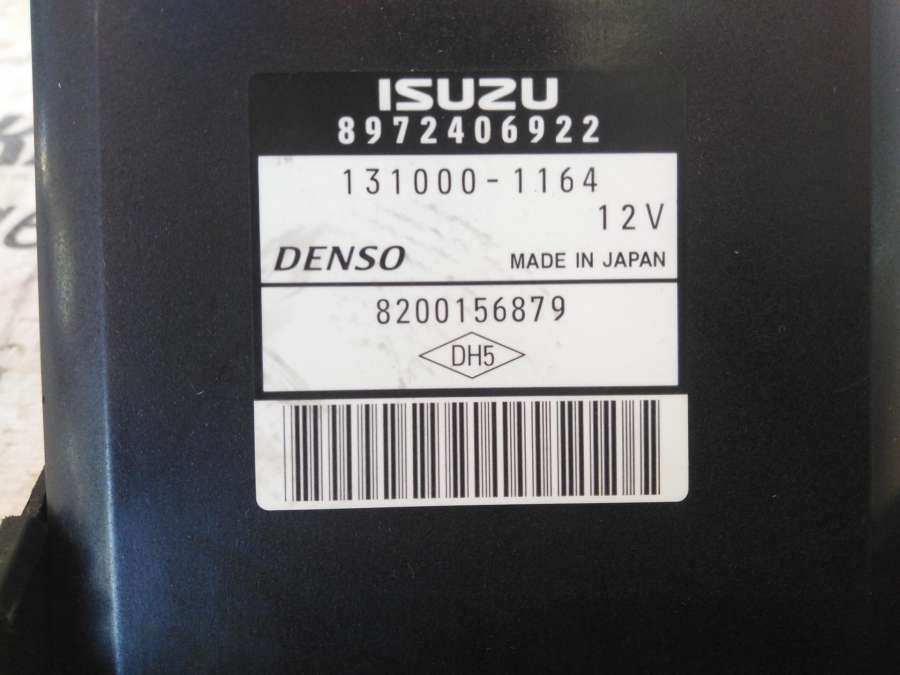 ISUZU
8972406922
131000-1164
12V
DENSO MADE IN JAPAN
8200156879
DH5